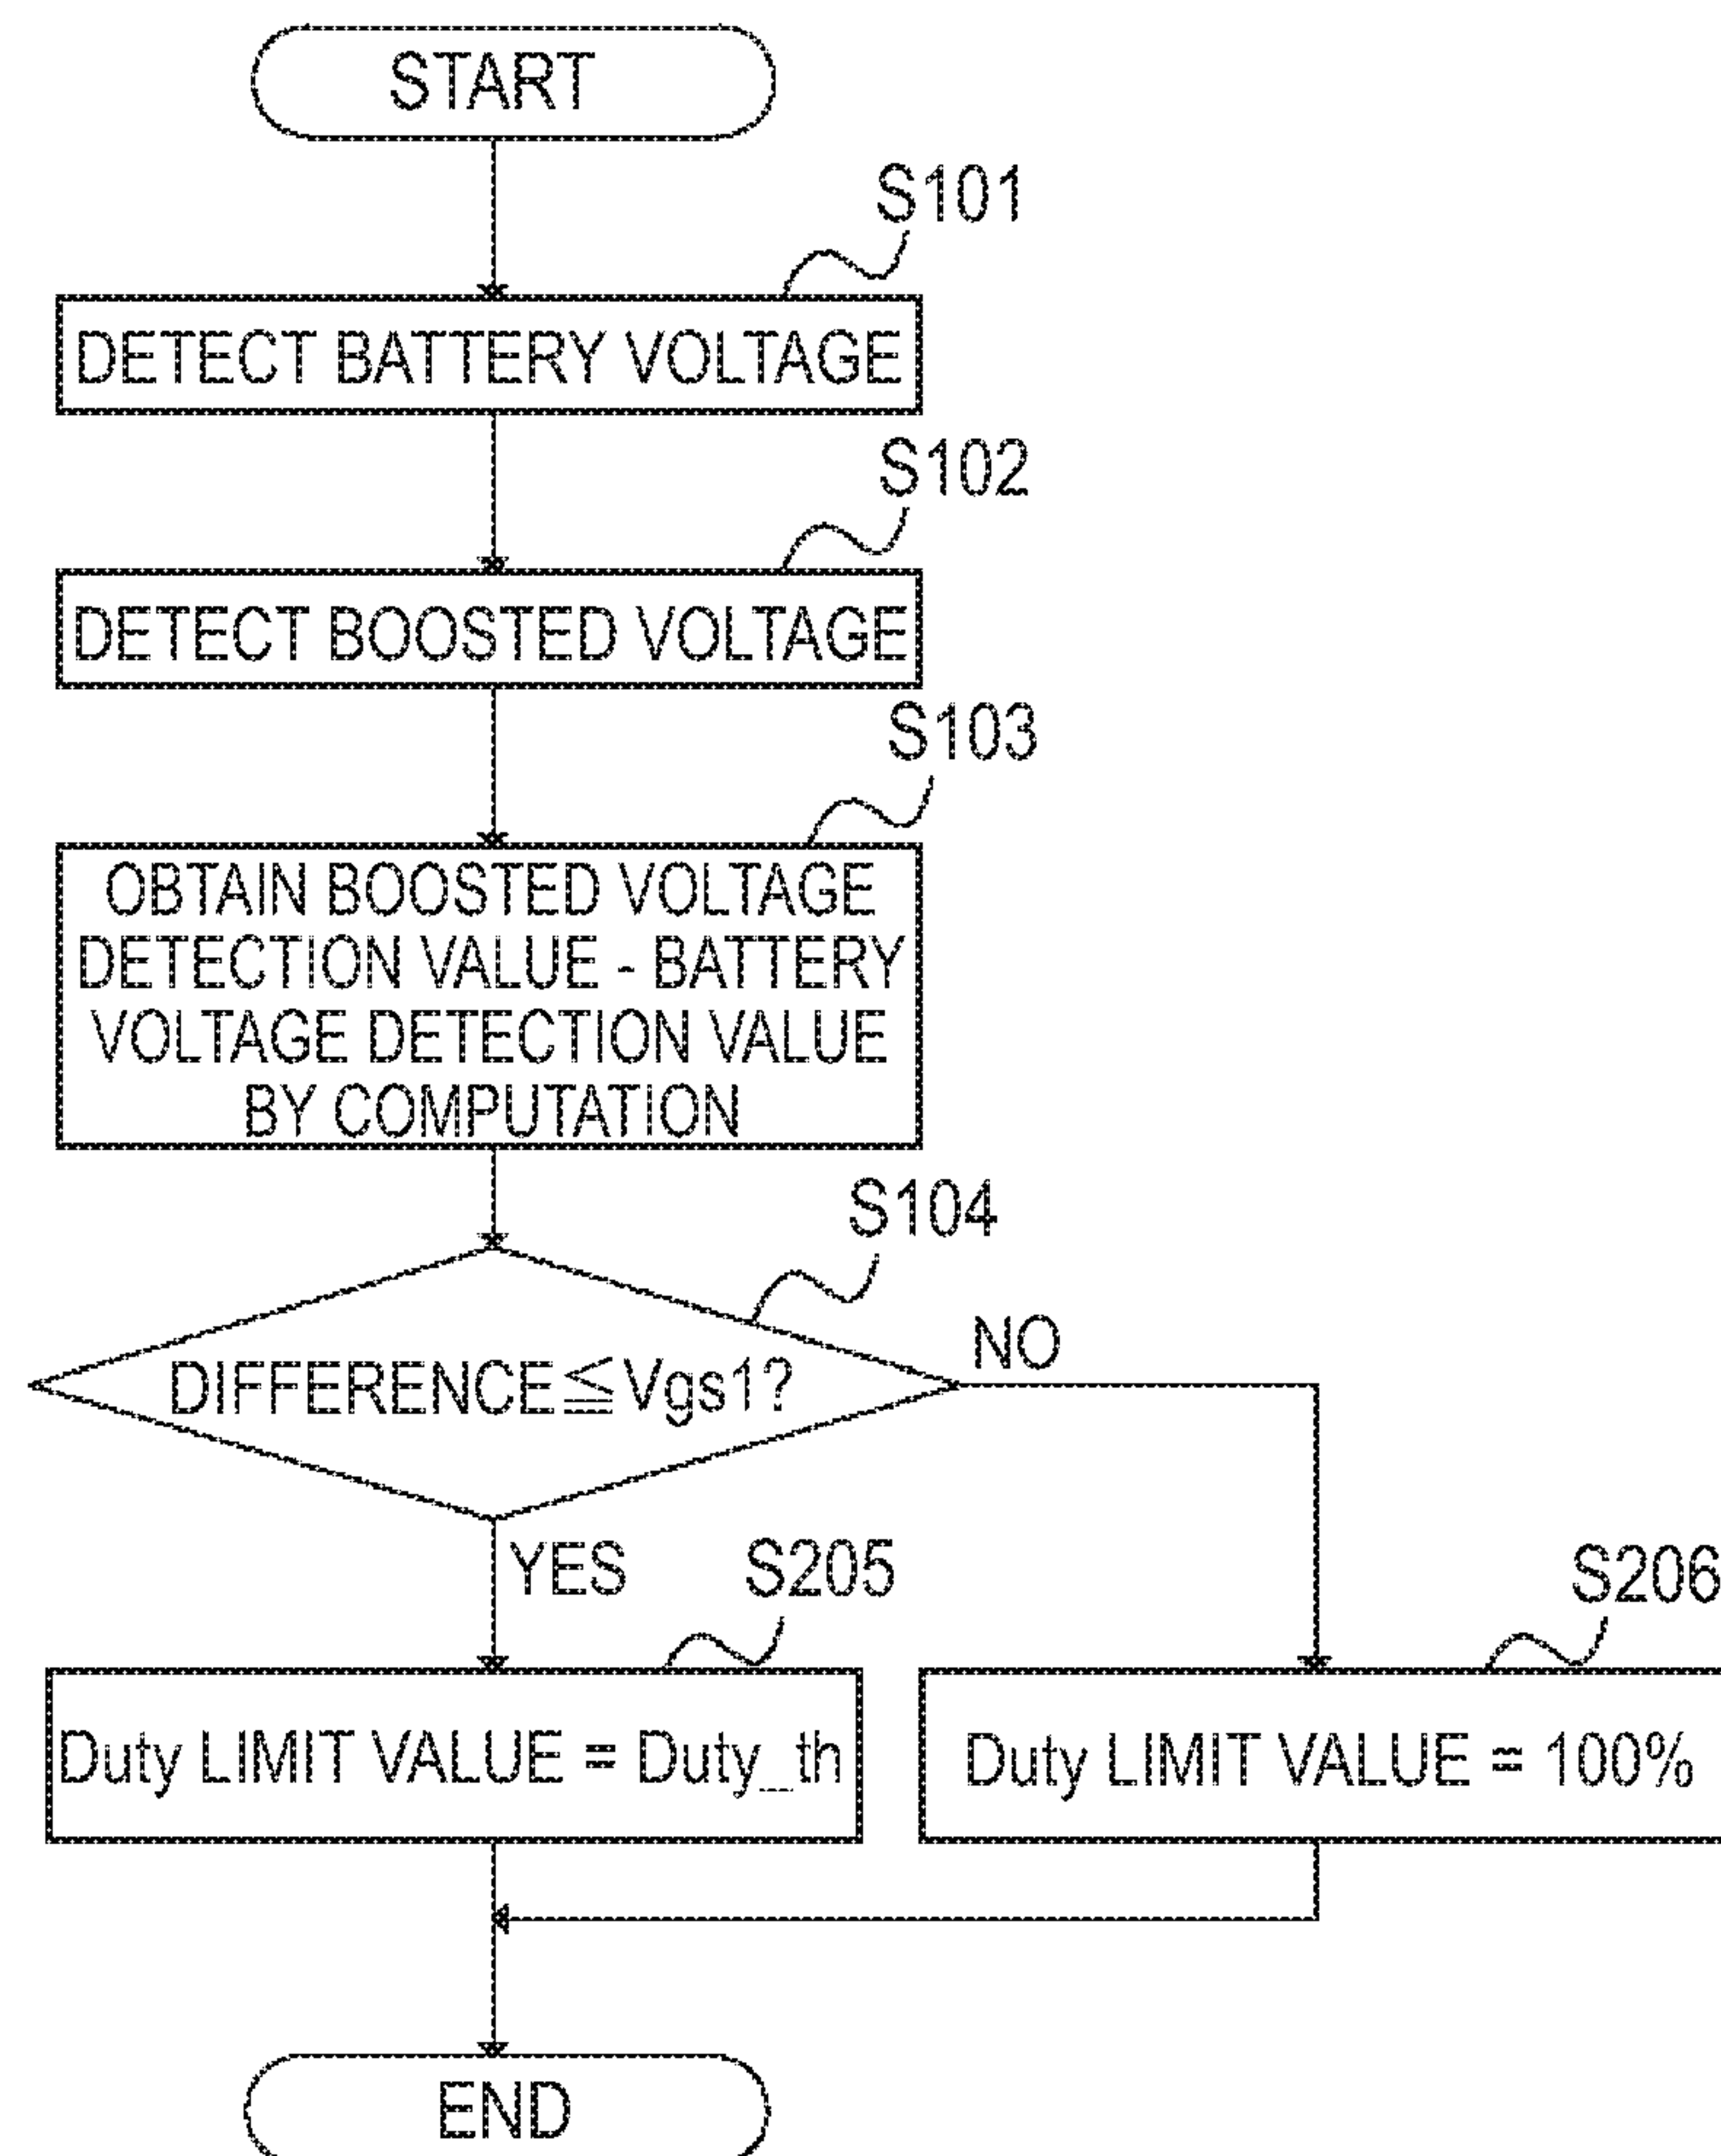 START
S101
DETECT BATTERY VOLTAGE
S102
DETECT BOOSTED VOLTAGE
S103
OBTAIN BOOSTED VOLTAGE
DETECTION VALUE - BATTERY
VOLTAGE DETECTION VALUE
BY COMPUTATION
S104
DIFFERENCE≦Vgs1?
NO
YES
S205
S206
Duty LIMIT VALUE = Duty_th
Duty LIMIT VALUE = 100%
END